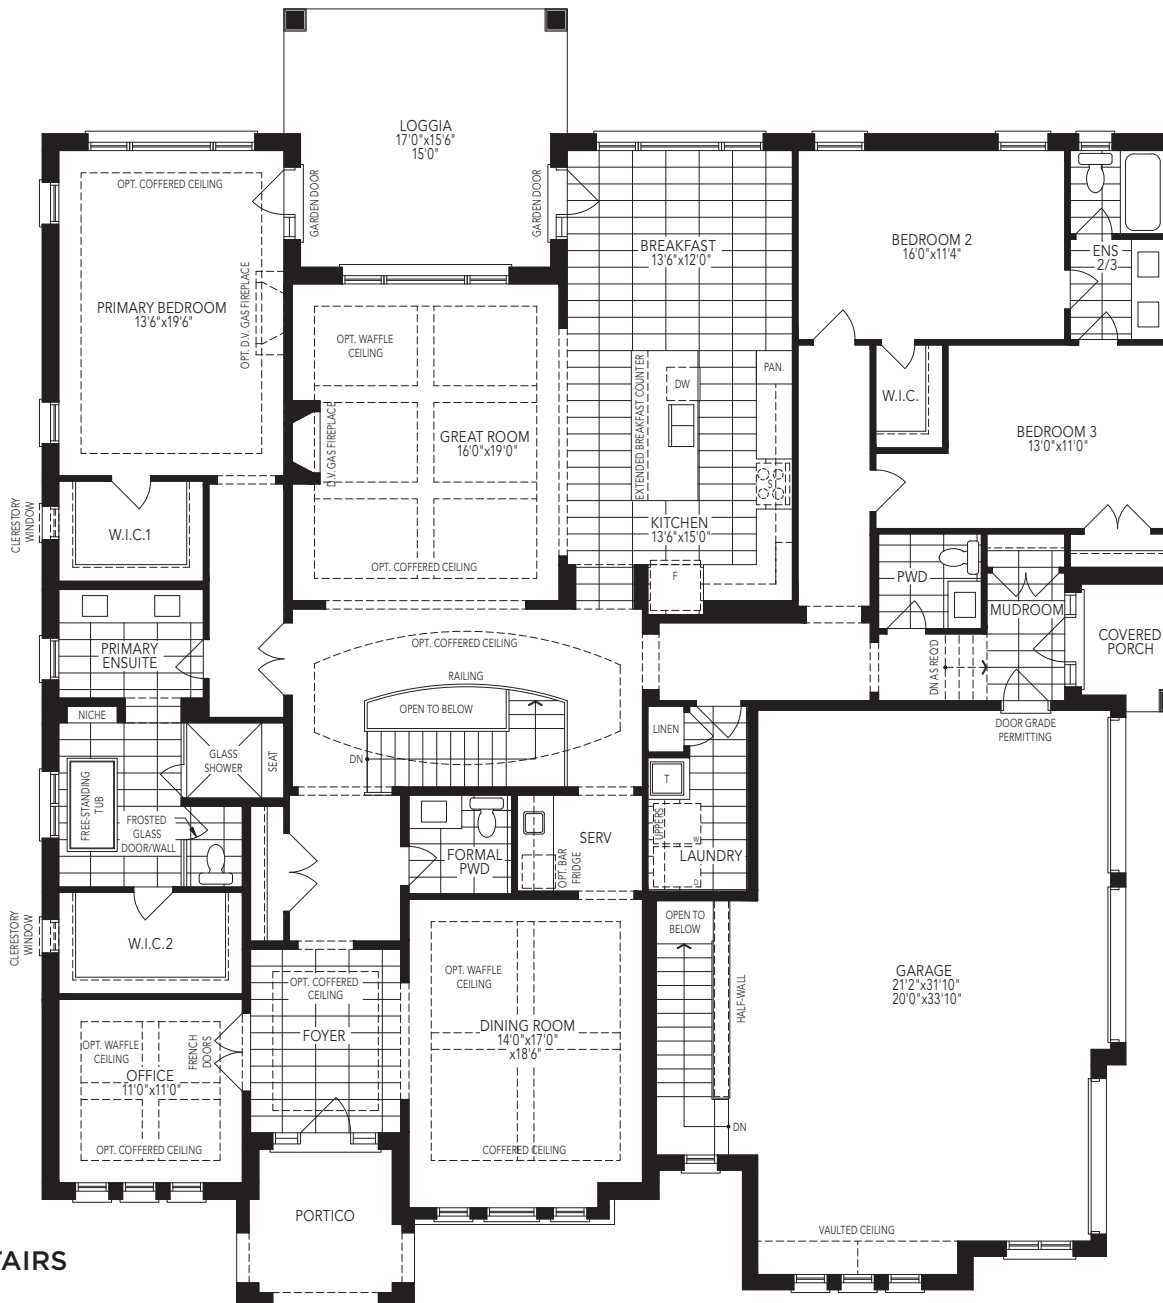 LOGGIA
17'0"x15'6"
15'0"
GARDEN DOOR
GARDEN DOOR
OPT. COFFERED CEILING
PRIMARY BEDROOM
13'6"x19'6"
OPT. D.V. GAS FIREPLACE
BREAKFAST
13'6"x12'0"
BEDROOM 2
16'0"x11'4"
ENS
2/3
OPT. WAFFLE
CEILING
GREAT ROOM
16'0"x19'0"
D.V. GAS FIREPLACE
OPT. COFFERED CEILING
EXTENDED BREAKFAST COUNTER
DW
PAN.
S
KITCHEN
13'6"x15'0"
F
W.I.C.
BEDROOM 3
13'0"x11'0"
CLERESTORY
WINDOW
W.I.C.1
PWD
MUDROOM
COVERED
PORCH
PRIMARY
ENSUITE
OPT. COFFERED CEILING
RAILING
OPEN TO BELOW
DN
DN AS REQ'D
DOOR GRADE
PERMITTING
NICHE
GLASS
SHOWER
SEAT
FREE-STANDING
TUB
FROSTED
GLASS
DOOR/WALL
LINEN
T
UPPERS
W
D
LAUNDRY
FORMAL
PWD
SERV
OPT. BAR
FRIDGE
CLERESTORY
WINDOW
W.I.C.2
OPEN TO
BELOW
HALF-WALL
DN
GARAGE
21'2"x31'10"
20'0"x33'10"
OPT. COFFERED
CEILING
FOYER
OPT. WAFFLE
CEILING
DINING ROOM
14'0"x17'0"
x18'6"
COFFERED CEILING
FRENCH
DOORS
OPT. WAFFLE
CEILING
OFFICE
11'0"x11'0"
OPT. COFFERED CEILING
PORTICO
VAULTED CEILING
TAIRS